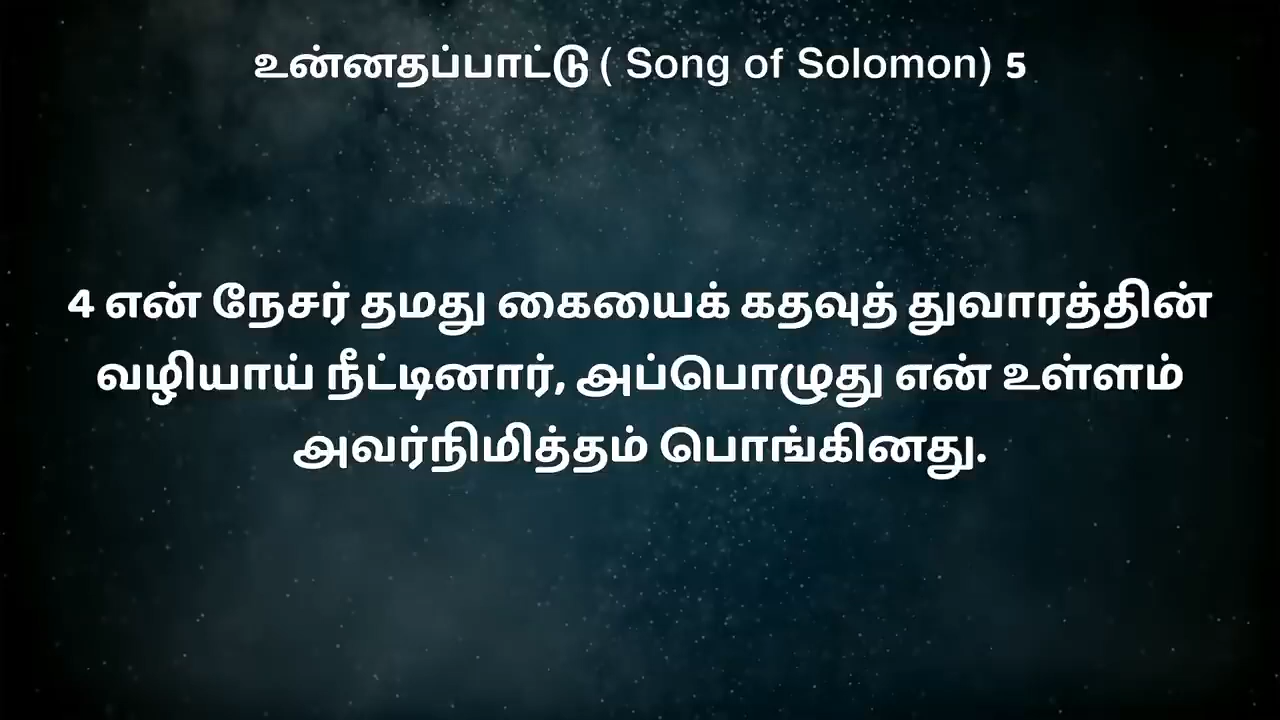 உன்னதப்பாட்டு ( Song of Solomon) 5
4 என் நேசர் தமது கையைக் கதவுத் துவாரத்தின்
வழியாய் நீட்டினார், அப்பொழுது என் உள்ளம்
அவர்நிமித்தம் பொங்கினது.